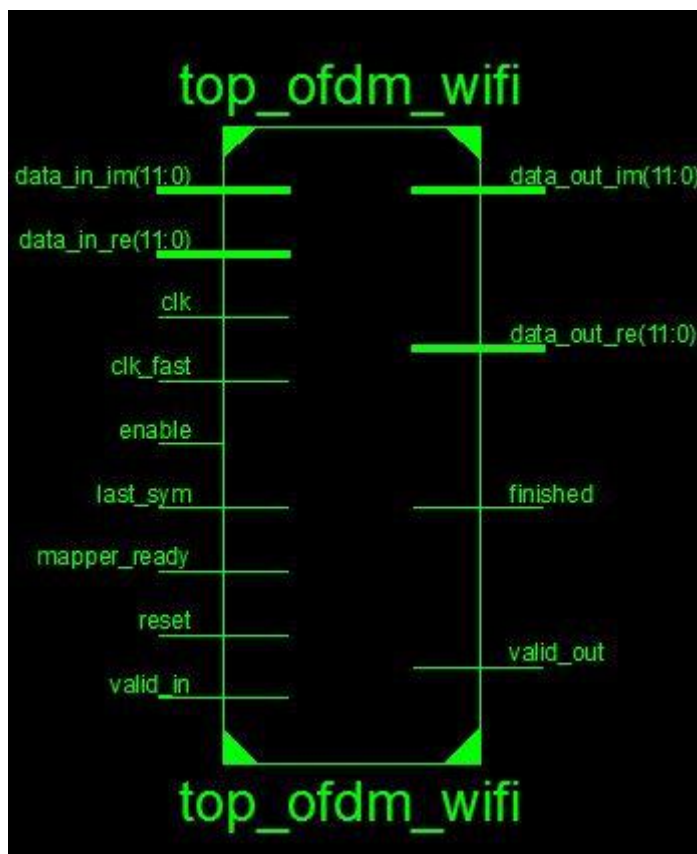 top_ofdm_wifi
data_in_im(11:0)
data_out_im(11:0)
data_in_re(11:0)
clk
data_out_re(11:0)
clk_fast
enable
last_sym
finished
mapper_ready
reset
valid_out
valid_in
top_ofdm_wifi